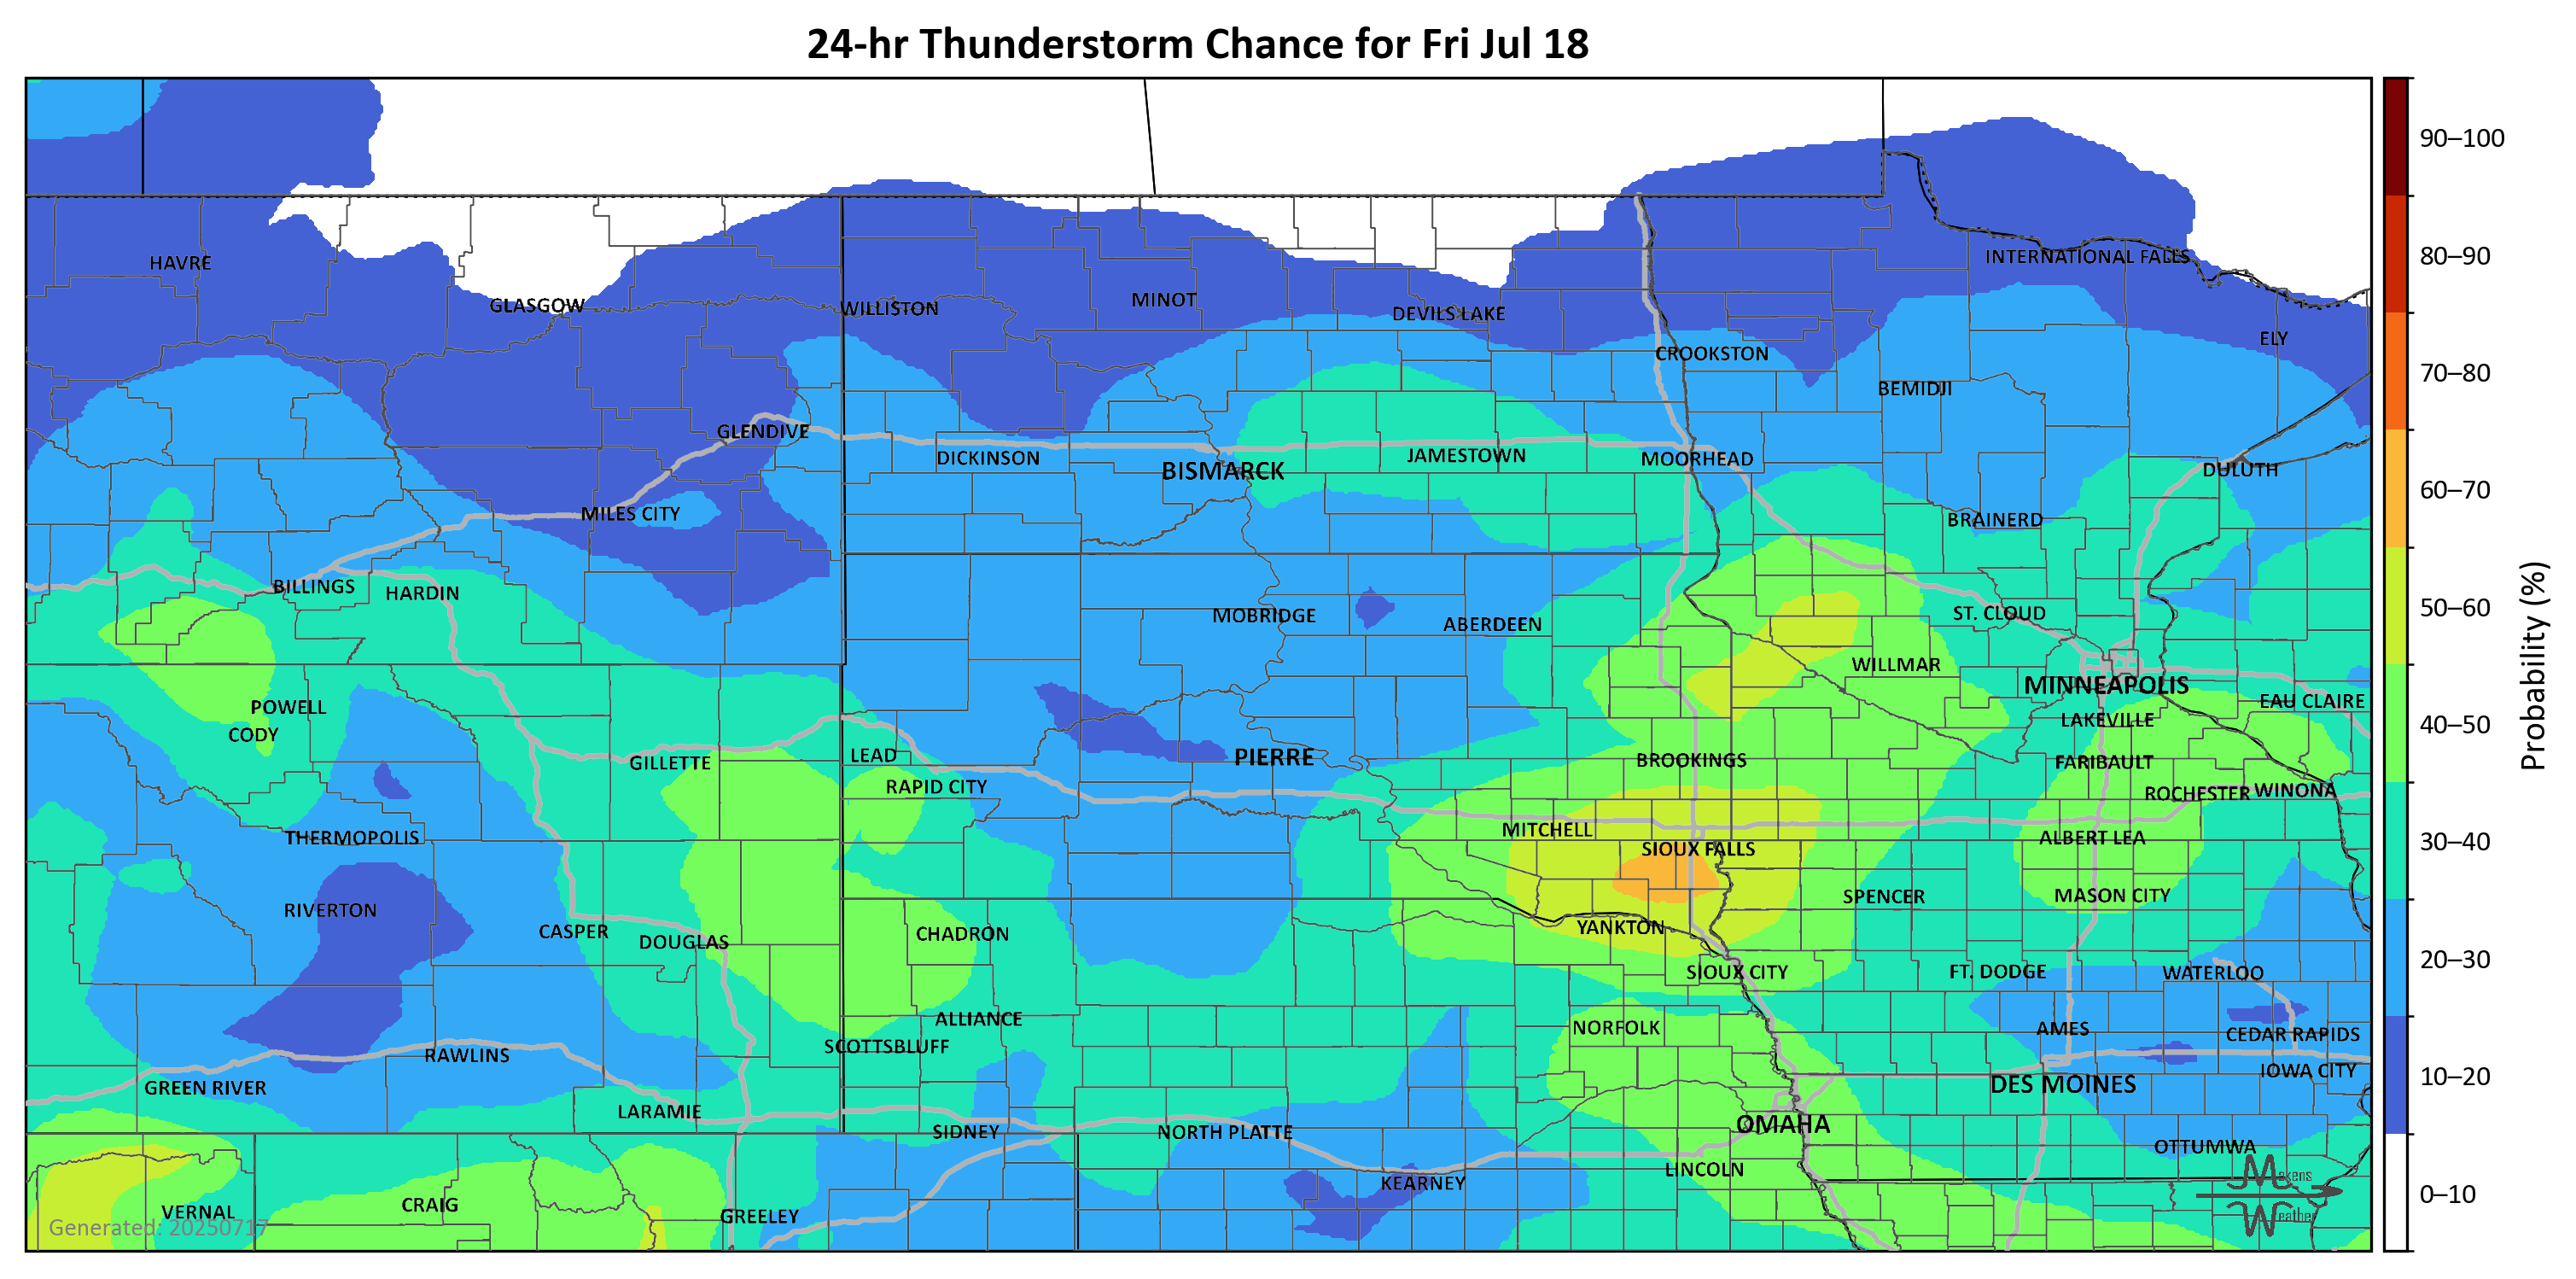 24-hr Thunderstorm Chance for Fri Jul 18
90–100
80–90
70–80
60–70
50–60
40–50
30–40
20–30
10–20
0–10
Probability (%)
HAVRE
INTERNATIONAL FALLS
GLASGOW
WILLISTON
MINOT
DEVILS LAKE
ELY
CROOKSTON
BEMIDJI
GLENDIVE
DICKINSON
BISMARCK
JAMESTOWN
MOORHEAD
DULUTH
MILES CITY
BRAINERD
BILLINGS
HARDIN
MOBRIDGE
ABERDEEN
ST. CLOUD
WILLMAR
MINNEAPOLIS
POWELL
EAU CLAIRE
CODY
LAKEVILLE
GILLETTE
LEAD
PIERRE
BROOKINGS
FARIBAULT
RAPID CITY
ROCHESTER
WINONA
THERMOPOLIS
MITCHELL
ALBERT LEA
SIOUX FALLS
RIVERTON
SPENCER
MASON CITY
CASPER
DOUGLAS
CHADRON
YANKTON
SIOUX CITY
FT. DODGE
WATERLOO
ALLIANCE
NORFOLK
AMES
CEDAR RAPIDS
SCOTTSBLUFF
RAWLINS
IOWA CITY
GREEN RIVER
DES MOINES
LARAMIE
OMAHA
SIDNEY
NORTH PLATTE
OTTUMWA
LINCOLN
KEARNEY
VERNAL
CRAIG
GREELEY
Makens
Weather
Generated: 20250717